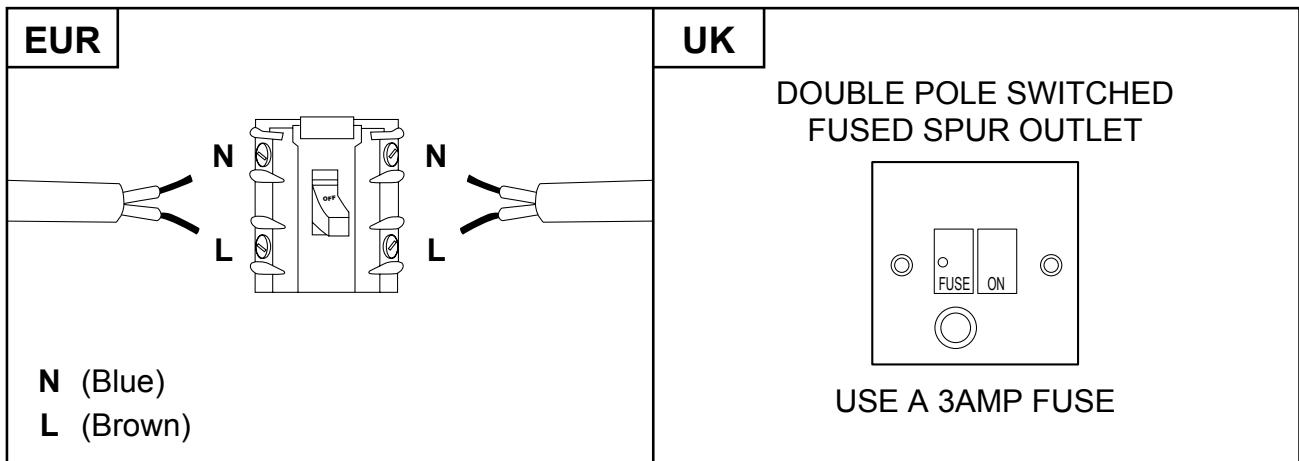 EUR
N
N
OFF
L
L
N (Blue)
L (Brown)
UK
DOUBLE POLE SWITCHED
FUSED SPUR OUTLET
FUSE ON
USE A 3AMP FUSE